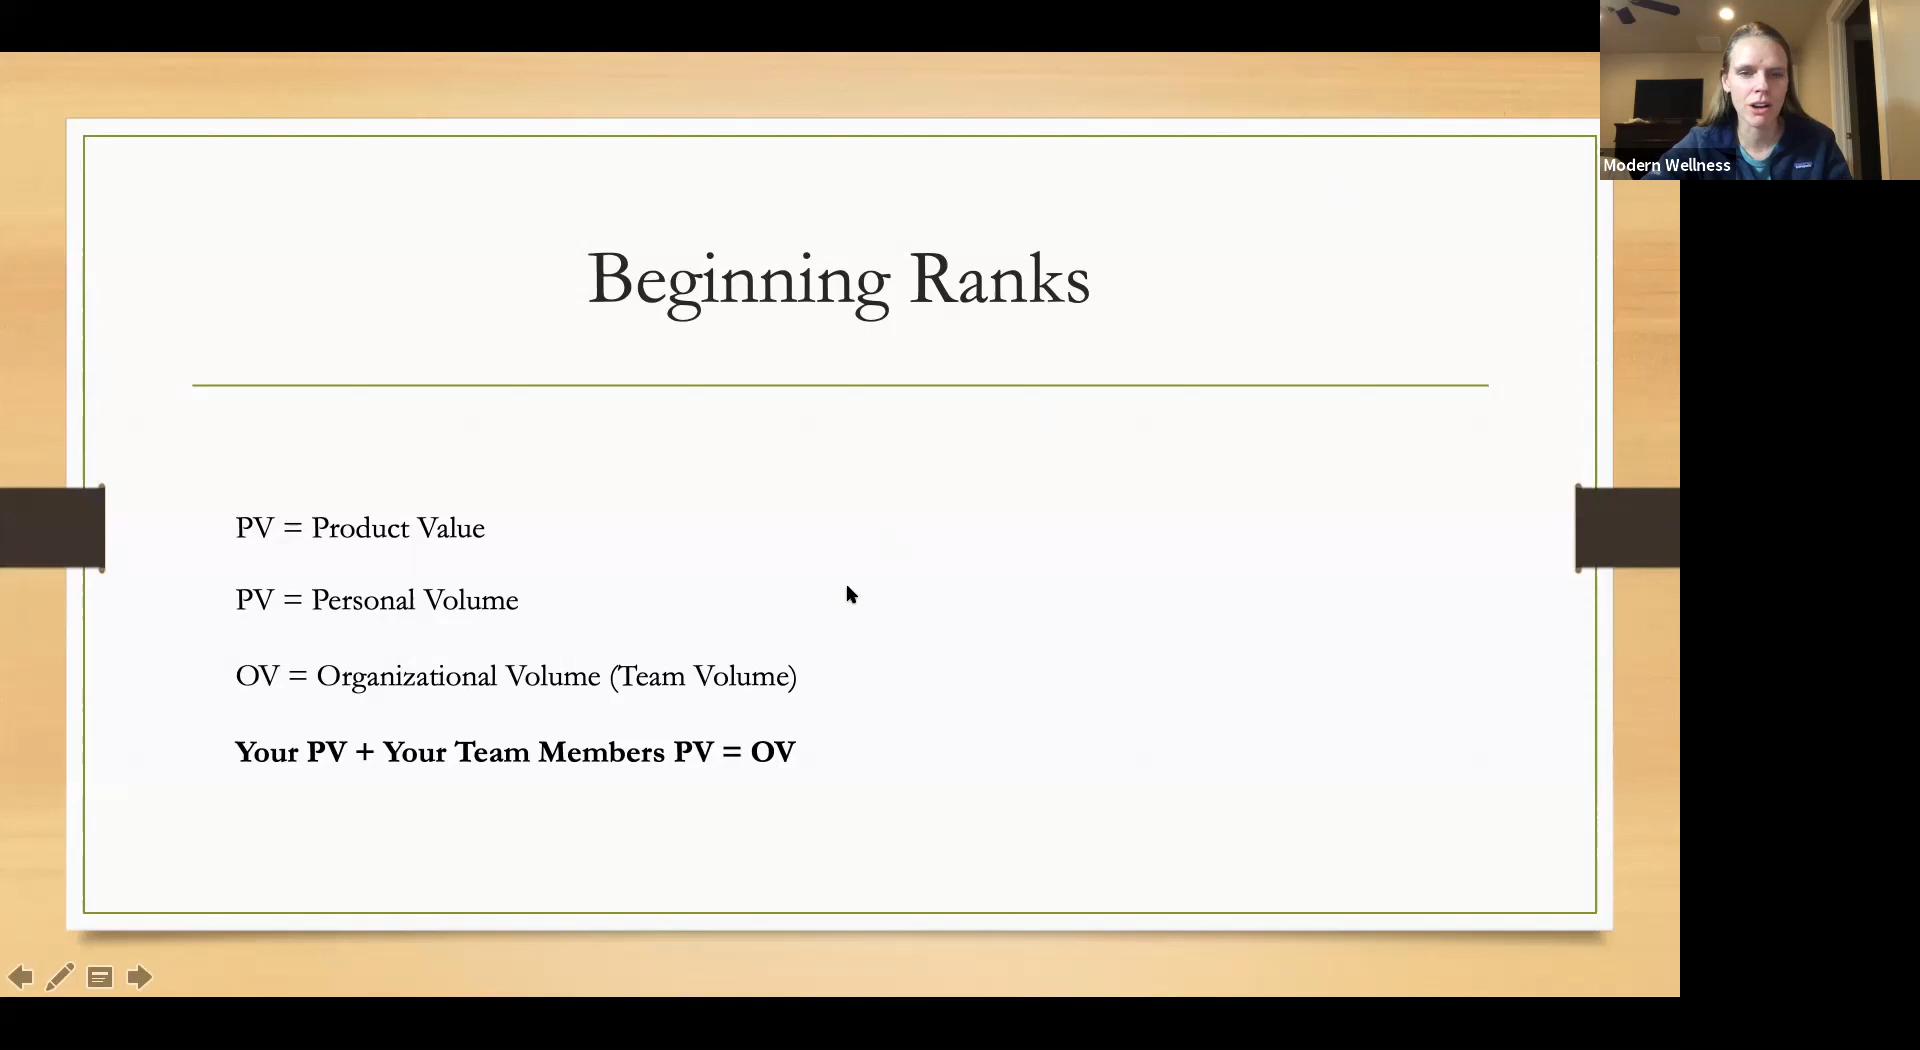 Modern Wellness
Beginning Ranks
PV = Product Value
PV = Personal Volume
OV = Organizational Volume (Team Volume)
Your PV + Your Team Members PV = OV